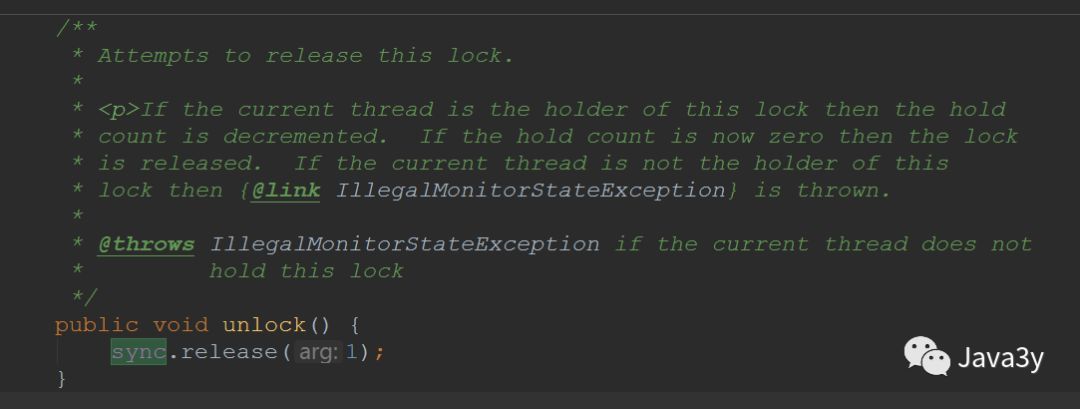 /**
 * Attempts to release this lock.
 *
 * <p>If the current thread is the holder of this lock then the hold
 * count is decremented.  If the hold count is now zero then the lock
 * is released.  If the current thread is not the holder of this
 * lock then {@link IllegalMonitorStateException} is thrown.
 *
 * @throws IllegalMonitorStateException if the current thread does not
 *         hold this lock
 */
public void unlock() {
    sync.release( arg: 1);
}
Java3y